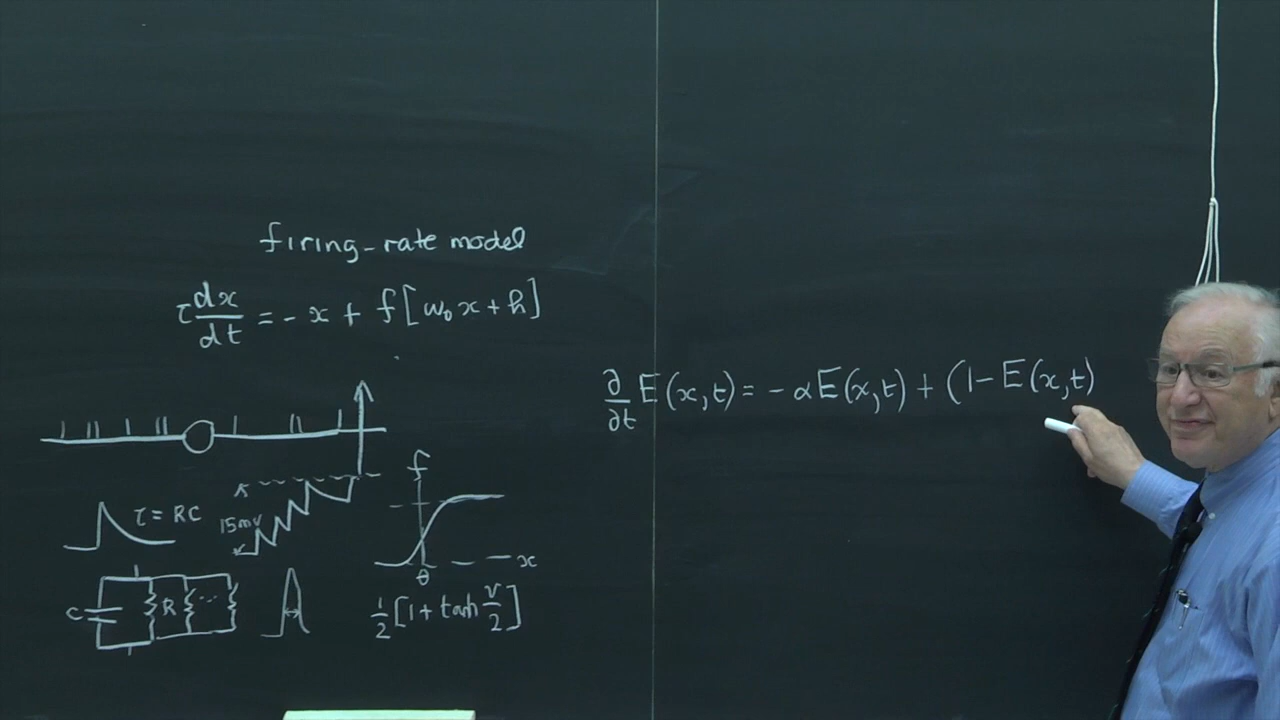 firing-rate model
τ dx/dt = - x + f[w₀x + h]
∂/∂t E(x,t) = - αE(x,t) + (1 - E(x,t)
f
τ = RC
15mV
x
θ
C
R
1/2 [1 + tanh v/2]